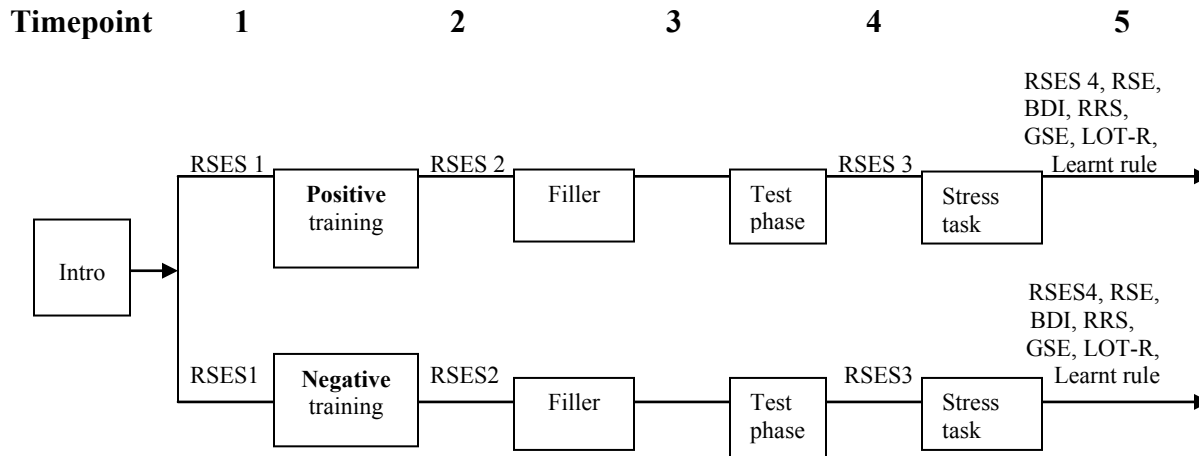 Timepoint 1 2 3 4 5
RSES 4, RSE,
BDI, RRS,
GSE, LOT-R,
Learnt rule
RSES 1
Positive
training
RSES 2
Filler
Test
phase
RSES 3
Stress
task
Intro
RSES4, RSE,
BDI, RRS,
GSE, LOT-R,
Learnt rule
RSES1
Negative
training
RSES2
Filler
Test
phase
RSES3
Stress
task